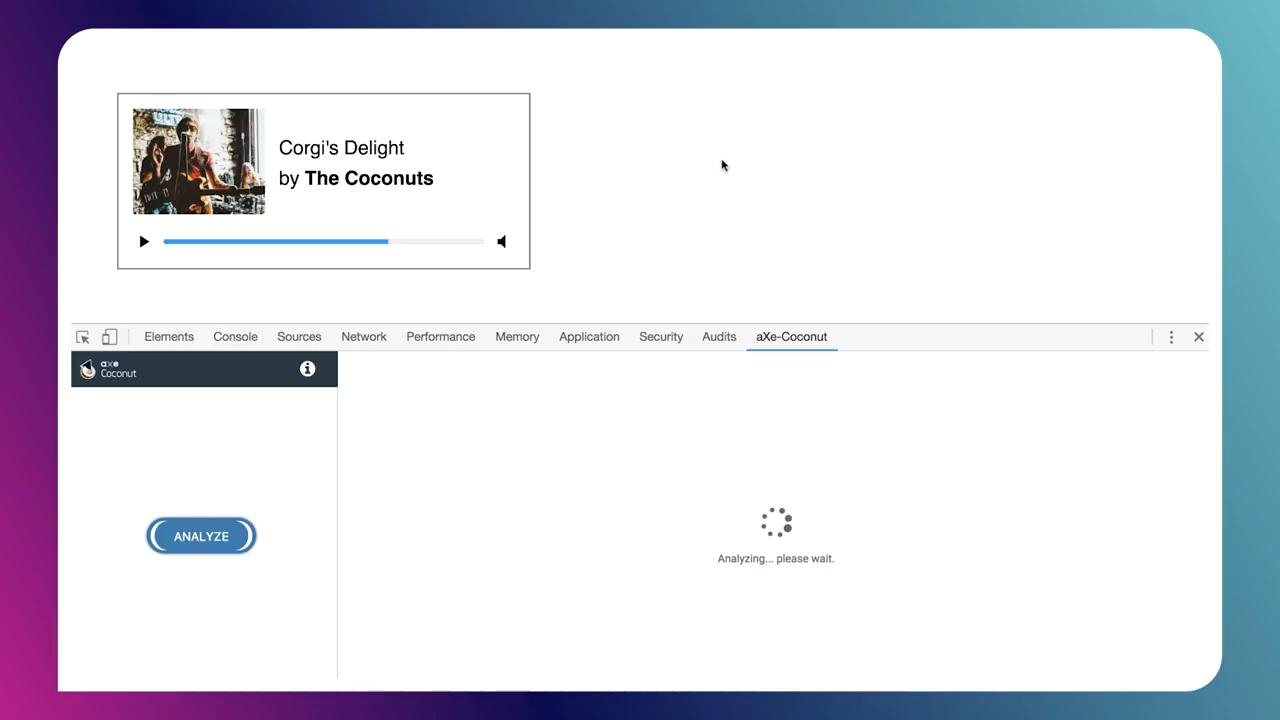 Corgi's Delight
by The Coconuts
Elements Console Sources Network Performance Memory Application Security Audits aXe-Coconut
axe
Coconut
ANALYZE
Analyzing... please wait.